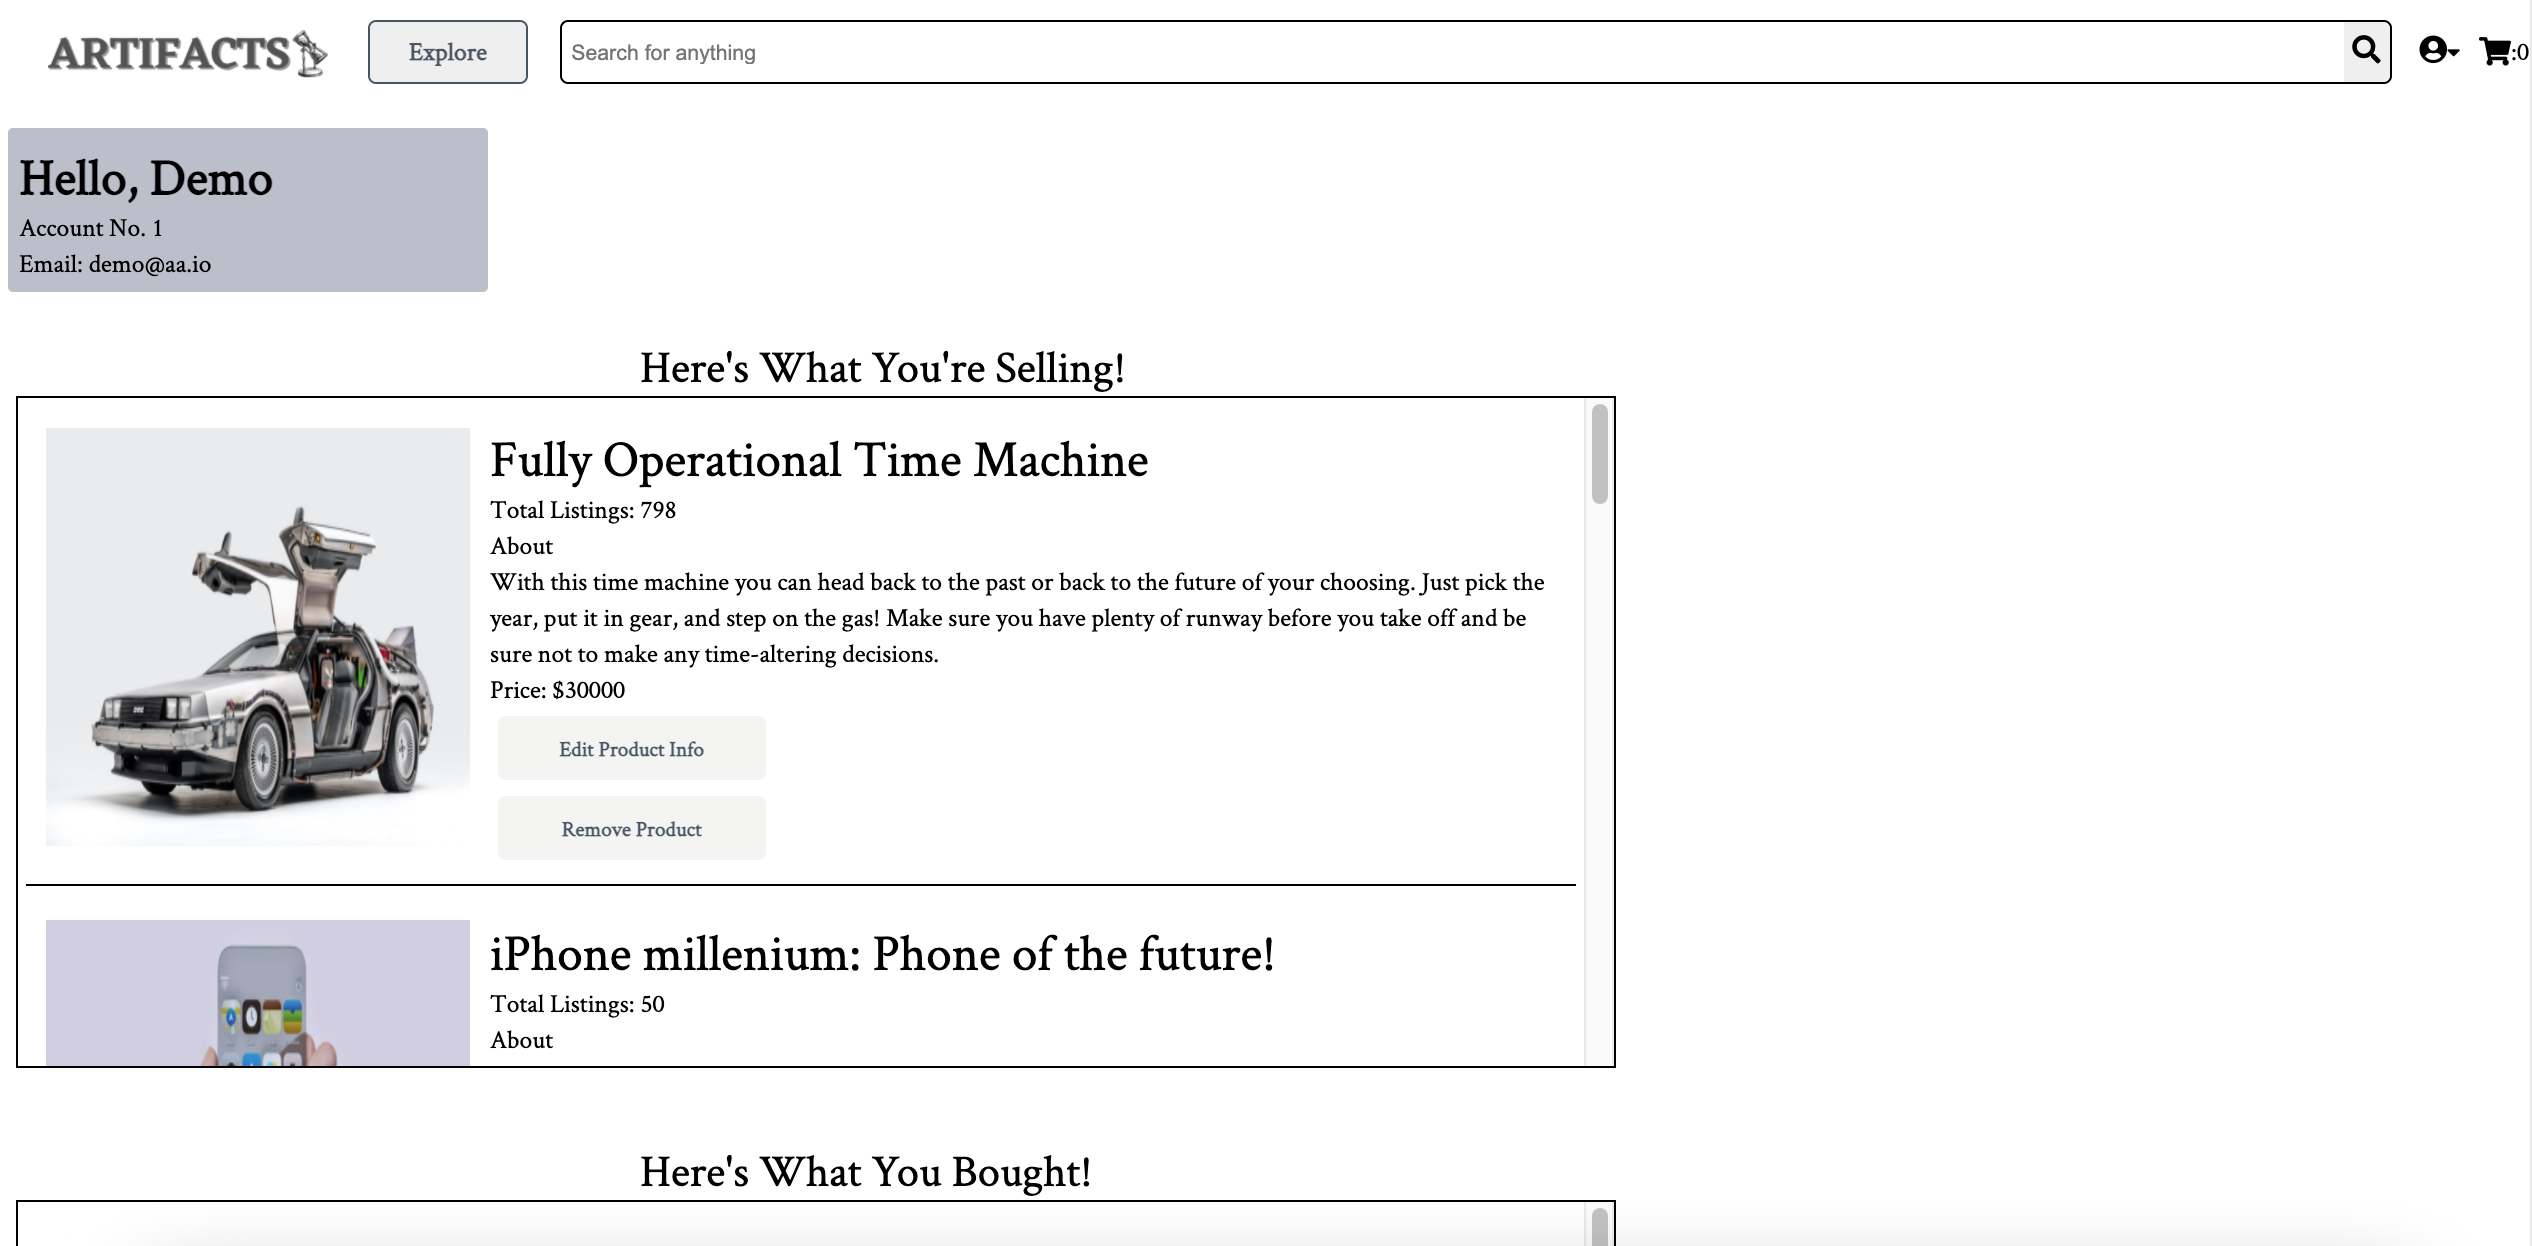 ARTIFACTS
Explore
Search for anything
:0
Hello, Demo
Account No. 1
Email: demo@aa.io
Here's What You're Selling!
Fully Operational Time Machine
Total Listings: 798
About
With this time machine you can head back to the past or back to the future of your choosing. Just pick the
year, put it in gear, and step on the gas! Make sure you have plenty of runway before you take off and be
sure not to make any time-altering decisions.
Price: $30000
Edit Product Info
Remove Product
iPhone millenium: Phone of the future!
Total Listings: 50
About
Here's What You Bought!